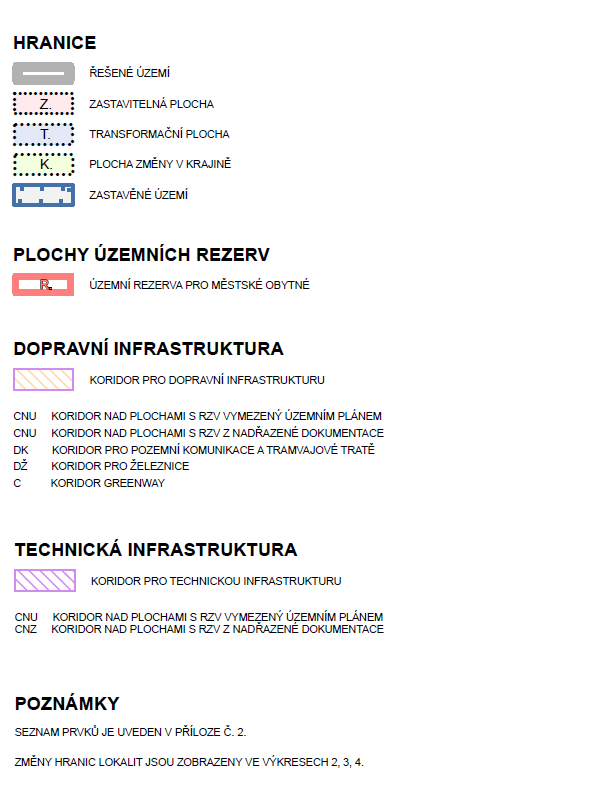 HRANICE
ŘEŠENÉ ÚZEMÍ
Z. ZASTAVITELNÁ PLOCHA
T. TRANSFORMAČNÍ PLOCHA
K. PLOCHA ZMĚNY V KRAJINĚ
ZASTAVĚNÉ ÚZEMÍ
PLOCHY ÚZEMNÍCH REZERV
R. ÚZEMNÍ REZERVA PRO MĚSTSKÉ OBYTNÉ
DOPRAVNÍ INFRASTRUKTURA
KORIDOR PRO DOPRAVNÍ INFRASTRUKTURU
CNU KORIDOR NAD PLOCHAMI S RZV VYMEZENÝ ÚZEMNÍM PLÁNEM
CNU KORIDOR NAD PLOCHAMI S RZV Z NADŘAZENÉ DOKUMENTACE
DK KORIDOR PRO POZEMNÍ KOMUNIKACE A TRAMVAJOVÉ TRATĚ
DŽ KORIDOR PRO ŽELEZNICE
C KORIDOR GREENWAY
TECHNICKÁ INFRASTRUKTURA
KORIDOR PRO TECHNICKOU INFRASTRUKTURU
CNU KORIDOR NAD PLOCHAMI S RZV VYMEZENÝ ÚZEMNÍM PLÁNEM
CNZ KORIDOR NAD PLOCHAMI S RZV Z NADŘAZENÉ DOKUMENTACE
POZNÁMKY
SEZNAM PRVKŮ JE UVEDEN V PŘÍLOZE Č. 2.
ZMĚNY HRANIC LOKALIT JSOU ZOBRAZENY VE VÝKRESECH 2, 3, 4.